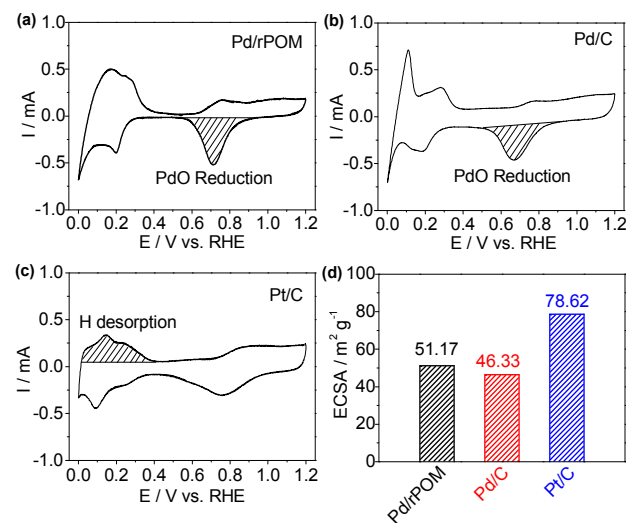 (a)
Pd/rPOM
1.0
0.5
0.0
-0.5
-1.0
I / mA
PdO Reduction
0.0 0.2 0.4 0.6 0.8 1.0 1.2
E / V vs. RHE
(b)
Pd/C
1.0
0.5
0.0
-0.5
-1.0
I / mA
PdO Reduction
0.0 0.2 0.4 0.6 0.8 1.0 1.2
E / V vs. RHE
(c)
Pt/C
H desorption
1.0
0.5
0.0
-0.5
-1.0
I / mA
0.0 0.2 0.4 0.6 0.8 1.0 1.2
E / V vs. RHE
(d)
100
80
60
40
20
0
ECSA / m² g⁻¹
51.17
46.33
78.62
Pd/rPOM
Pd/C
Pt/C